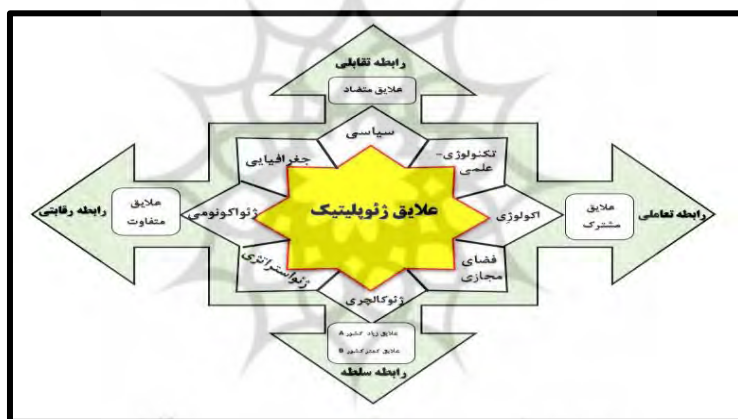 رابطه تقابلی
علایق متضاد
سیاسی
تکنولوژی-
علمی
جغرافیایی
علایق ژئوپلیتیک
اکولوژی
ژئواکونومی
علایق
مشترک
رابطه تعاملی
علایق
متفاوت
رابطه رقابتی
فضای
مجازی
ژئواستراتژی
ژئوکالچری
علایق زیاد کشور A
علایق کمتر کشور B
رابطه سلطه